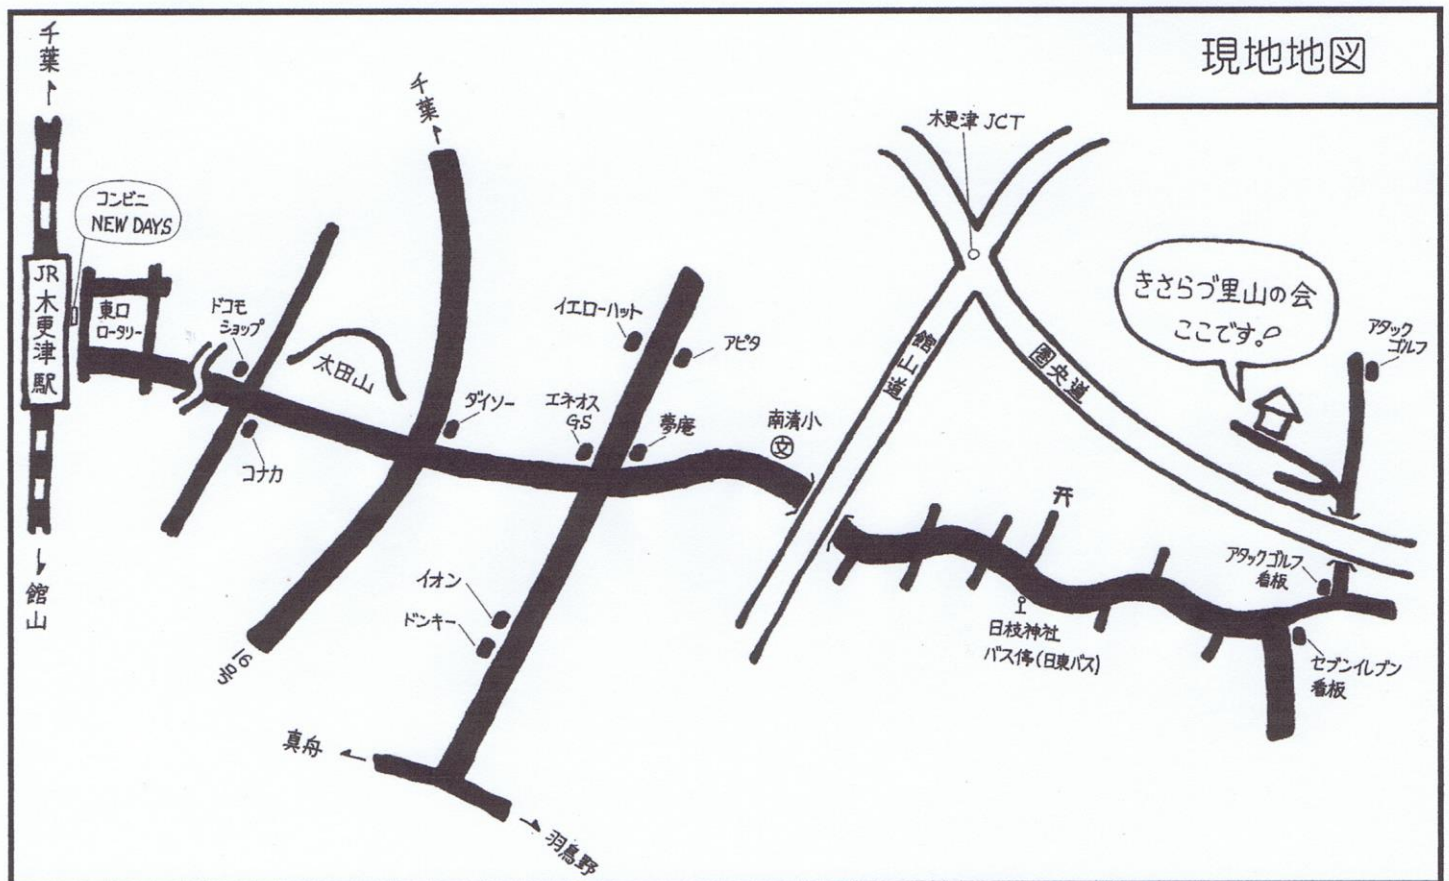 現地地図
千葉
JR木更津駅
館山
コンビニ
NEW DAYS
東口
ロータリー
ドコモ
ショップ
コナカ
太田山
千葉
16号
ダイソー
イエローハット
アピタ
エネオス
GS
夢庵
イオン
ドンキー
真舟
羽鳥野
南清小
文
木更津 JCT
館山道
圏央道
きさらづ里山の会
ここです。
アタック
ゴルフ
日枝神社
バス停(日東バス)
アタックゴルフ
看板
セブンイレブン
看板